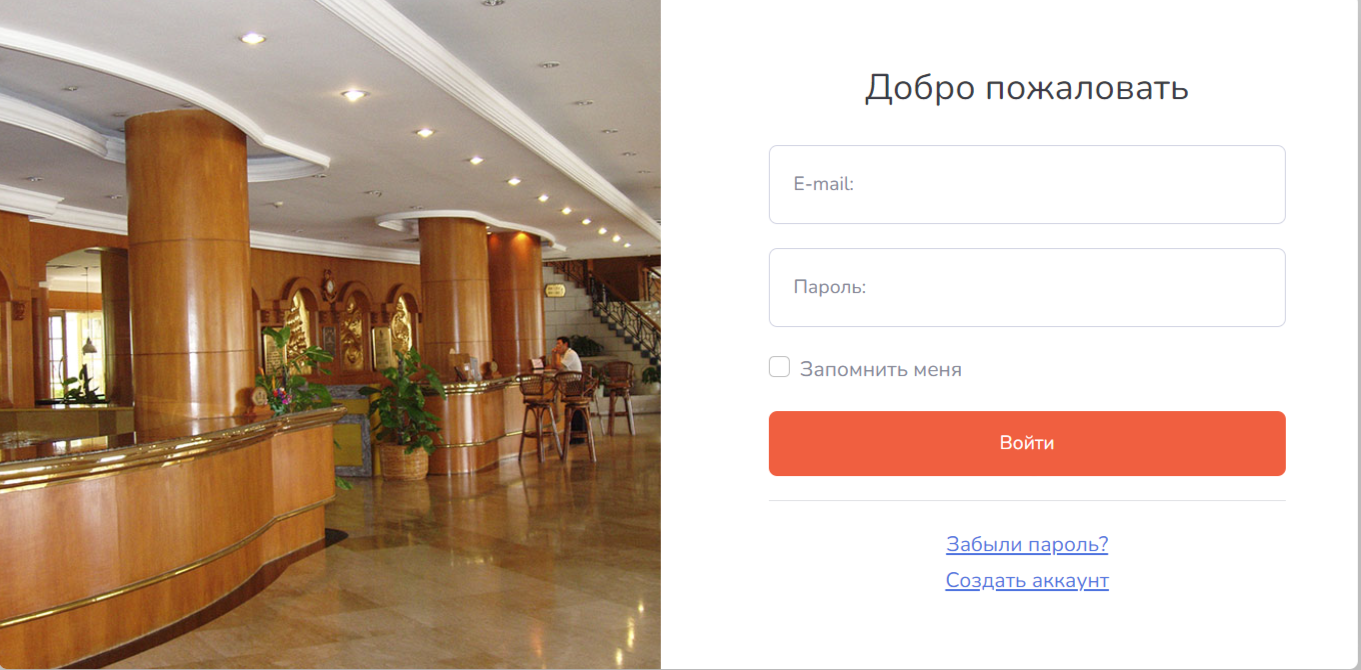 Добро пожаловать
E-mail:
Пароль:
Запомнить меня
Войти
Забыли пароль?
Создать аккаунт